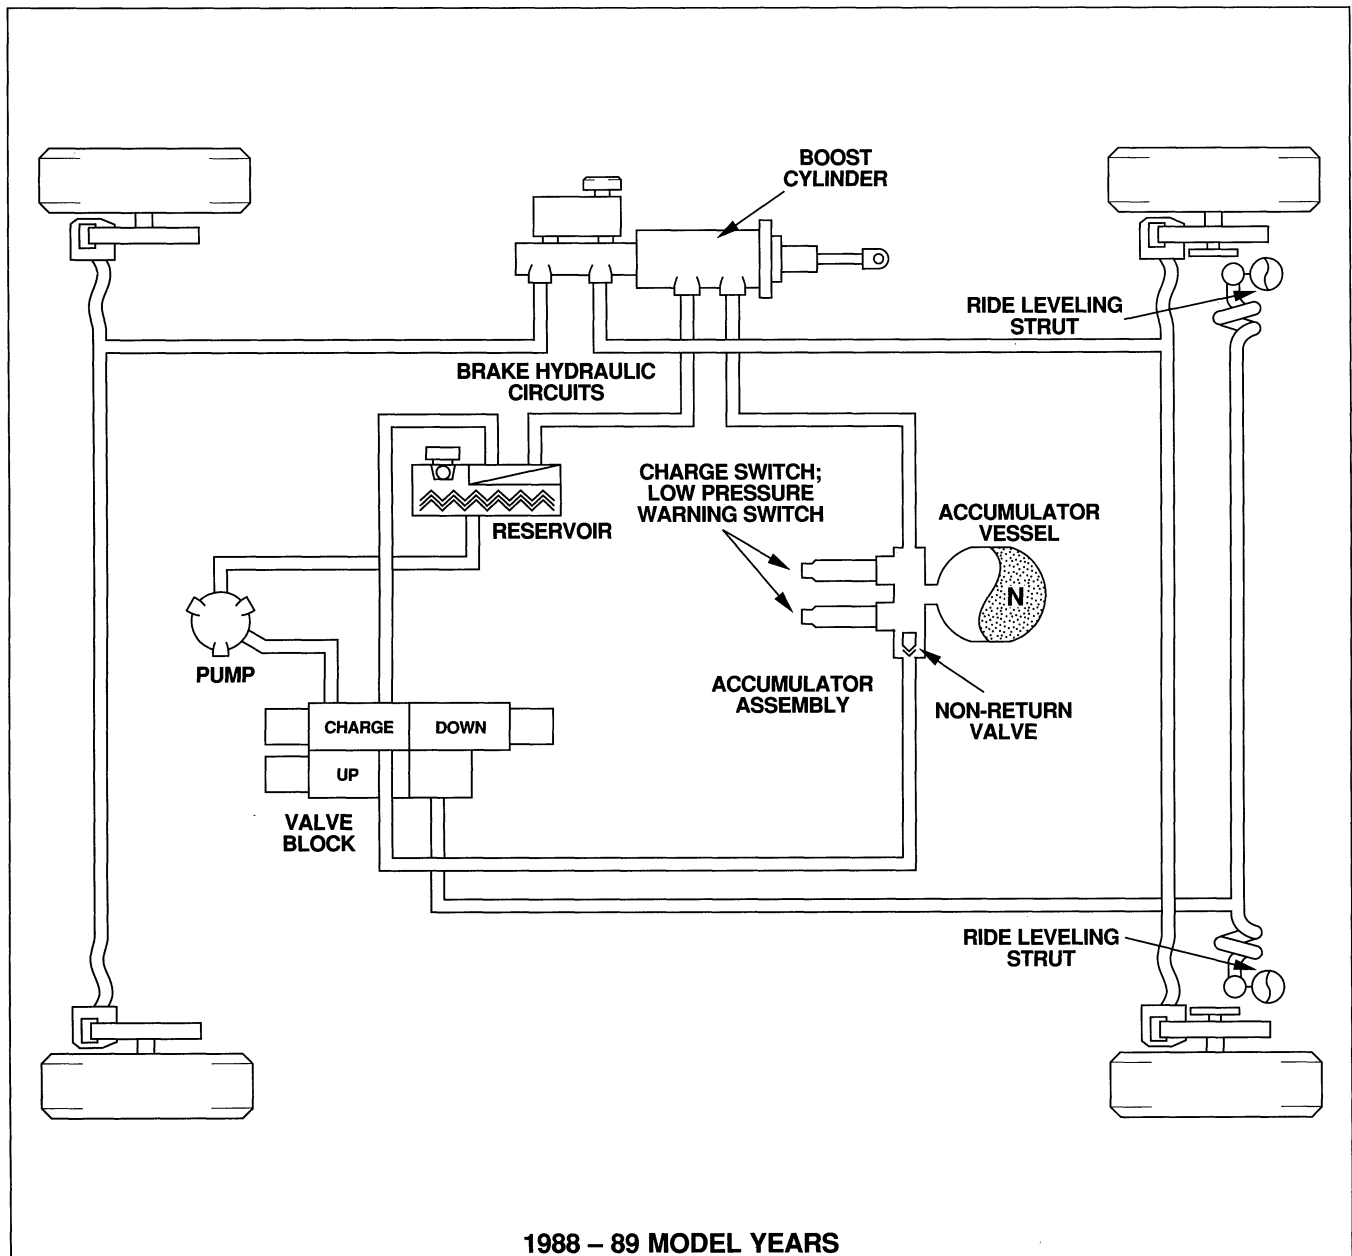 BOOST
CYLINDER
RIDE LEVELING
STRUT
BRAKE HYDRAULIC
CIRCUITS
CHARGE SWITCH;
LOW PRESSURE
WARNING SWITCH
ACCUMULATOR
VESSEL
RESERVOIR
N
PUMP
ACCUMULATOR
ASSEMBLY
NON-RETURN
VALVE
CHARGE
DOWN
UP
VALVE
BLOCK
RIDE LEVELING
STRUT
1988 – 89 MODEL YEARS